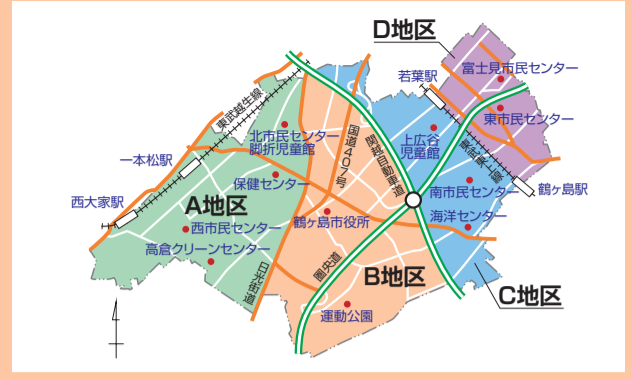 D地区
富士見市民センター
若葉駅
東武越生線
東市民センター
北市民センター
脚折児童館
国道407号
関越自動車道
上広谷
児童館
東武東上線
一本松駅
保健センター
南市民センター
鶴ヶ島駅
西大家駅
A地区
鶴ヶ島市役所
海洋センター
西市民センター
高倉クリーンセンター
日光街道
圏央道
B地区
C地区
運動公園